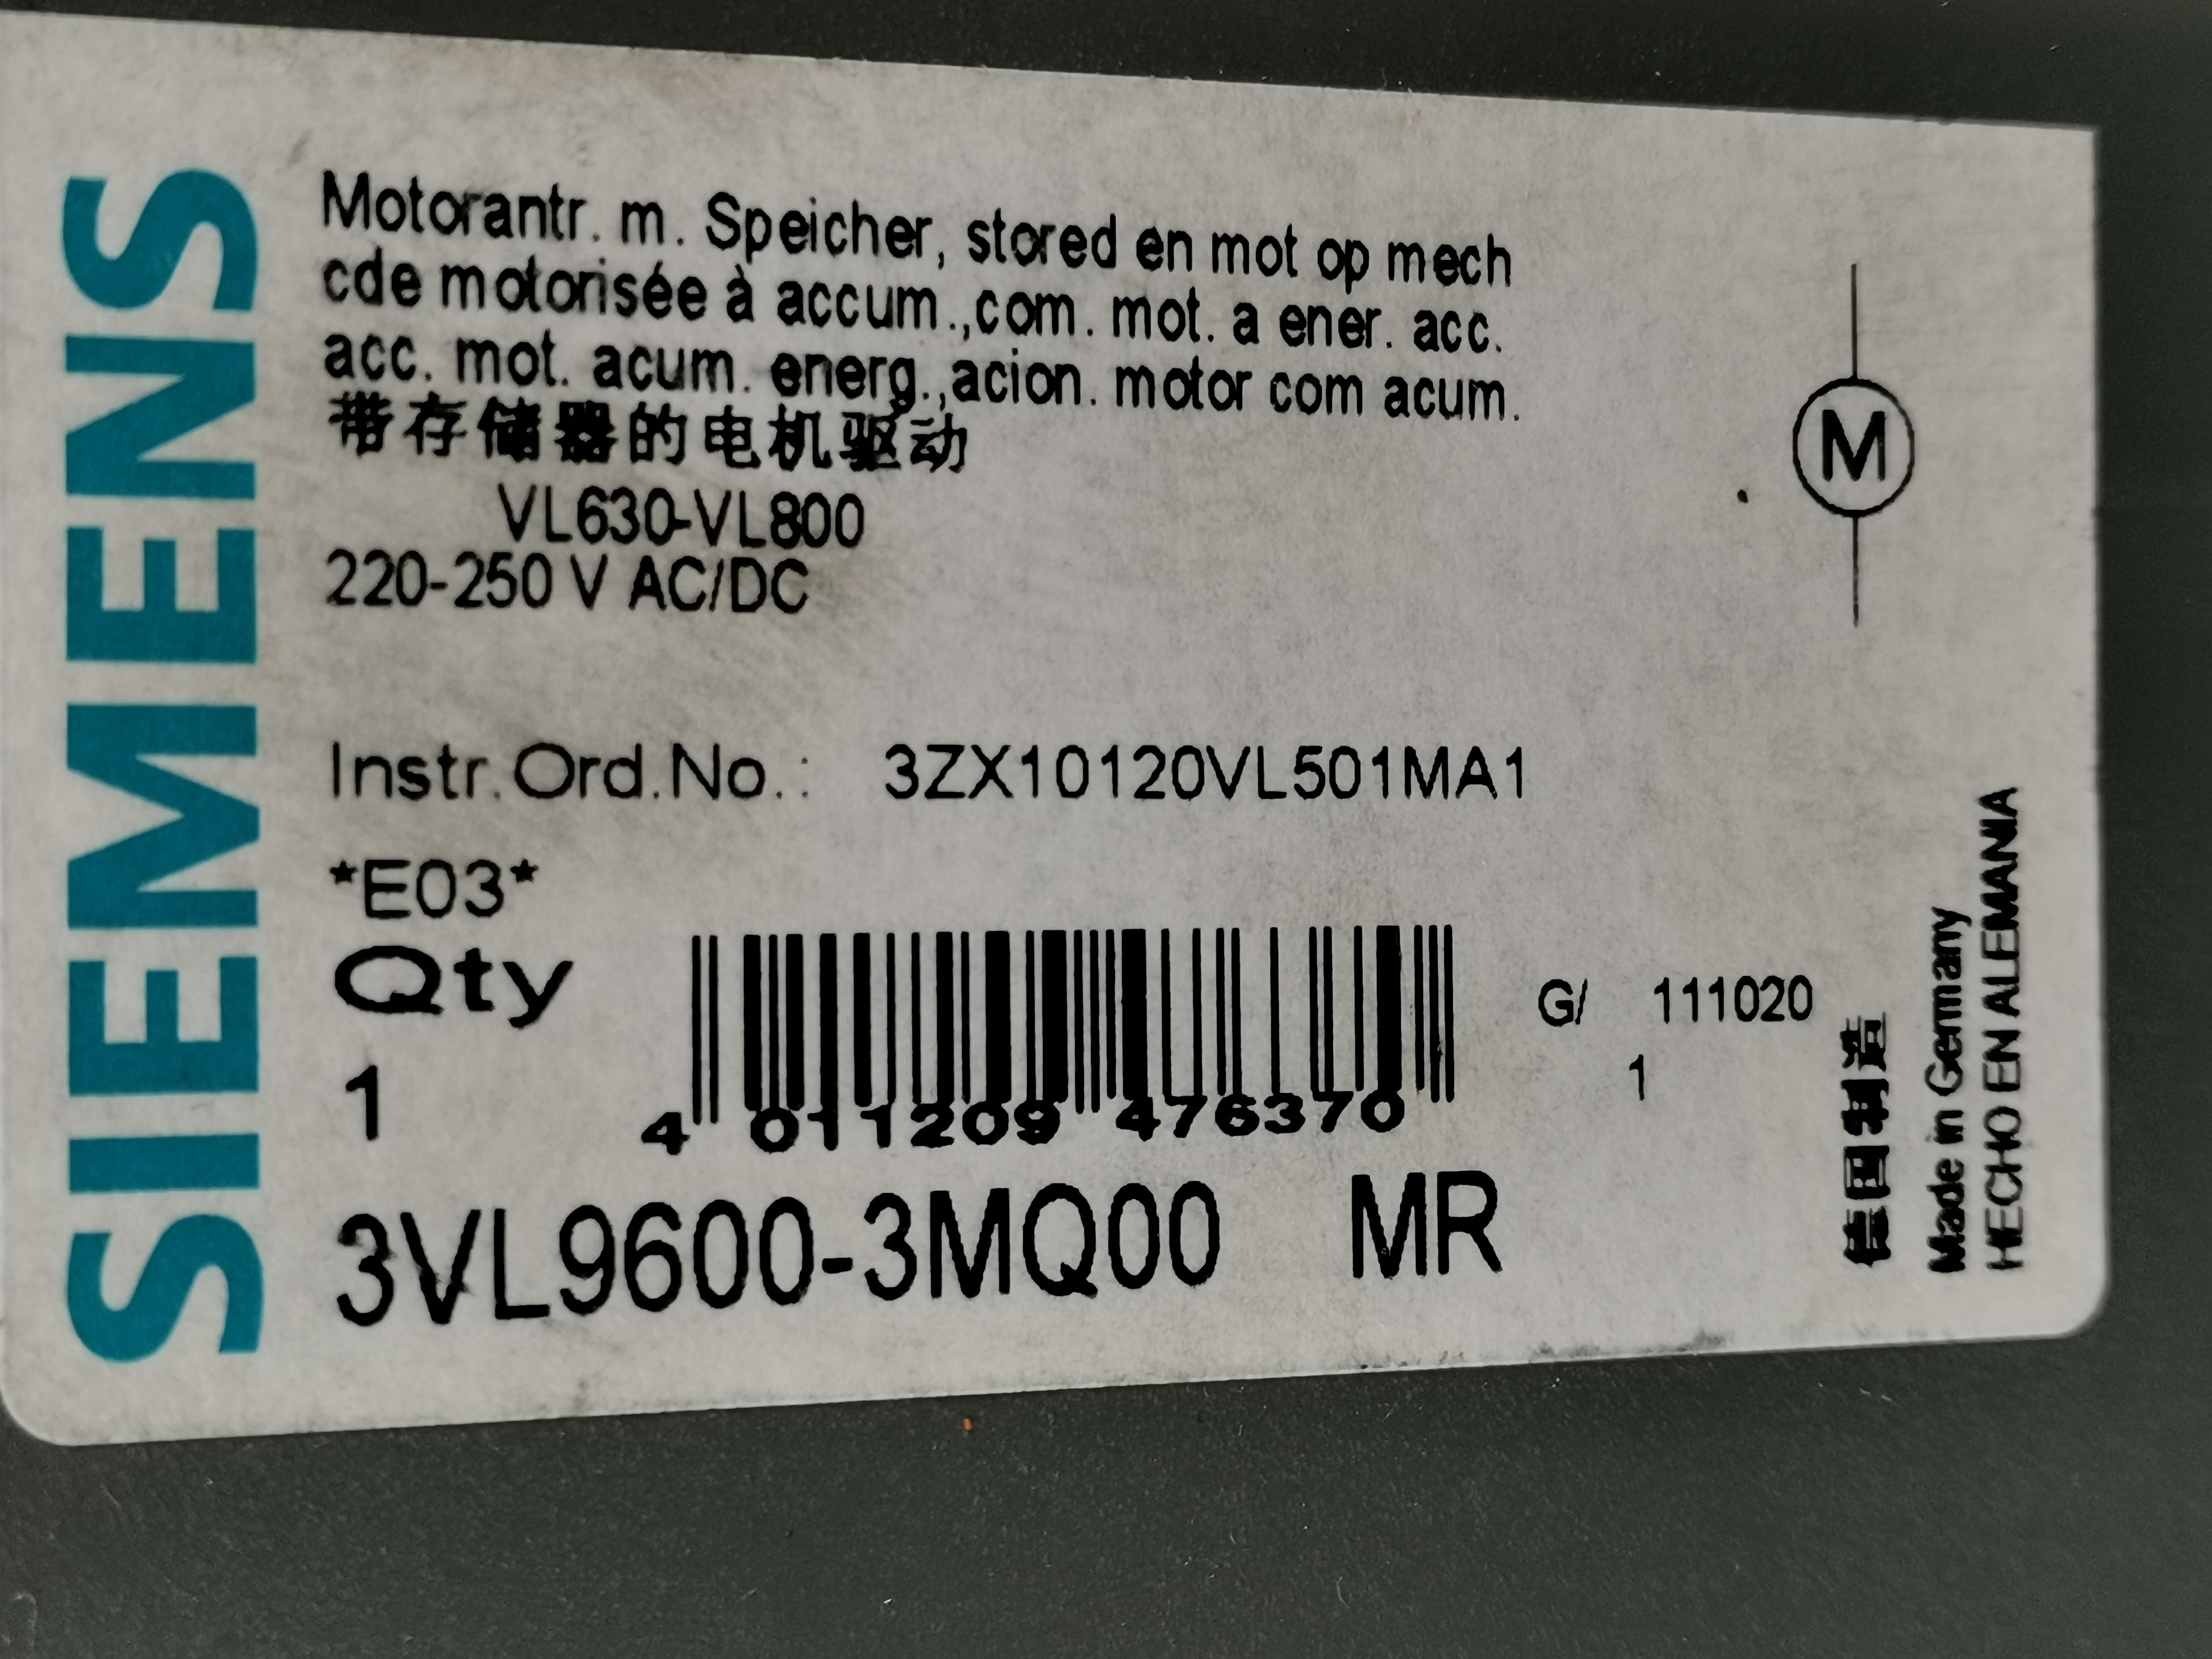 SIEMENS
Motorantr. m. Speicher, stored en mot op mech
cde motorisée à accum.,com. mot. a ener. acc.
acc. mot. acum. energ.,acion. motor com acum.
带存储器的电机驱动
VL630-VL800
220-250 V AC/DC
M
Instr.Ord.No.: 3ZX10120VL501MA1
*E03*
Qty
1
4 011209 476370
G/ 111020
1
3VL9600-3MQ00 MR
德国制造
Made in Germany
HECHO EN ALEMANIA